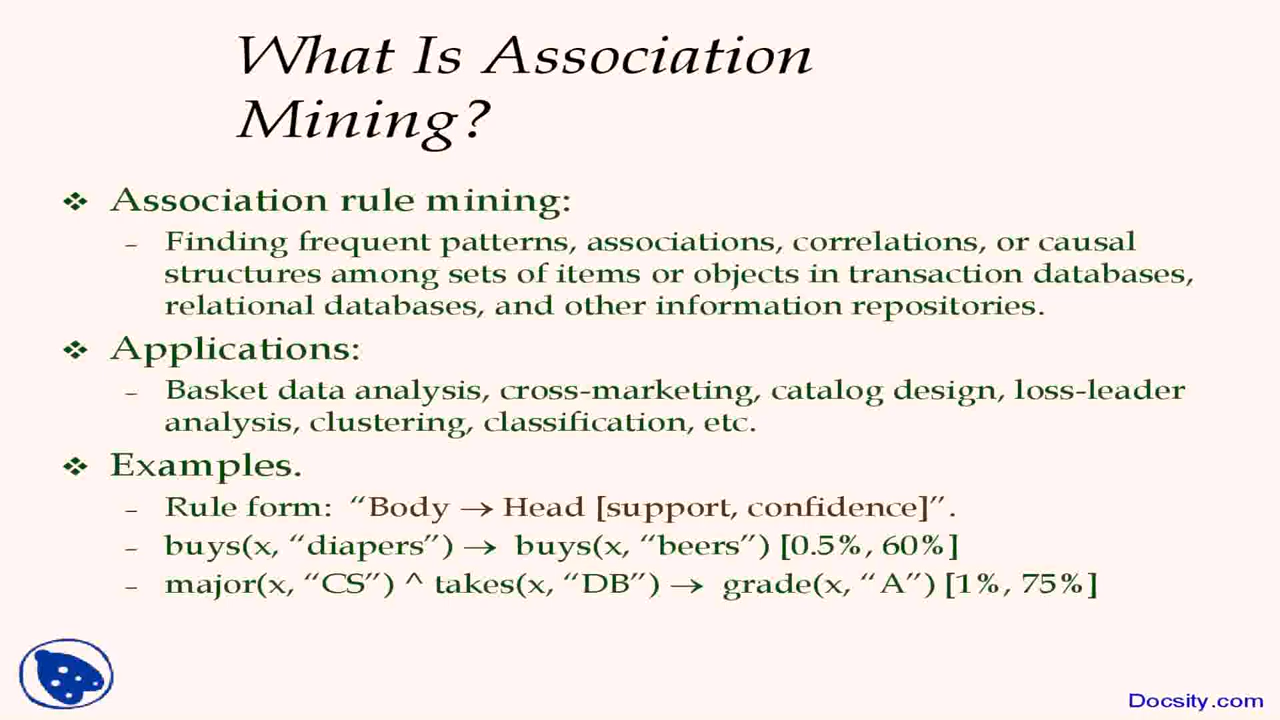 What Is Association
Mining?
❖ Association rule mining:
– Finding frequent patterns, associations, correlations, or causal
structures among sets of items or objects in transaction databases,
relational databases, and other information repositories.
❖ Applications:
– Basket data analysis, cross-marketing, catalog design, loss-leader
analysis, clustering, classification, etc.
❖ Examples.
– Rule form: “Body → Head [support, confidence]”.
– buys(x, “diapers”) → buys(x, “beers”) [0.5%, 60%]
– major(x, “CS”) ^ takes(x, “DB”) → grade(x, “A”) [1%, 75%]
Docsity.com